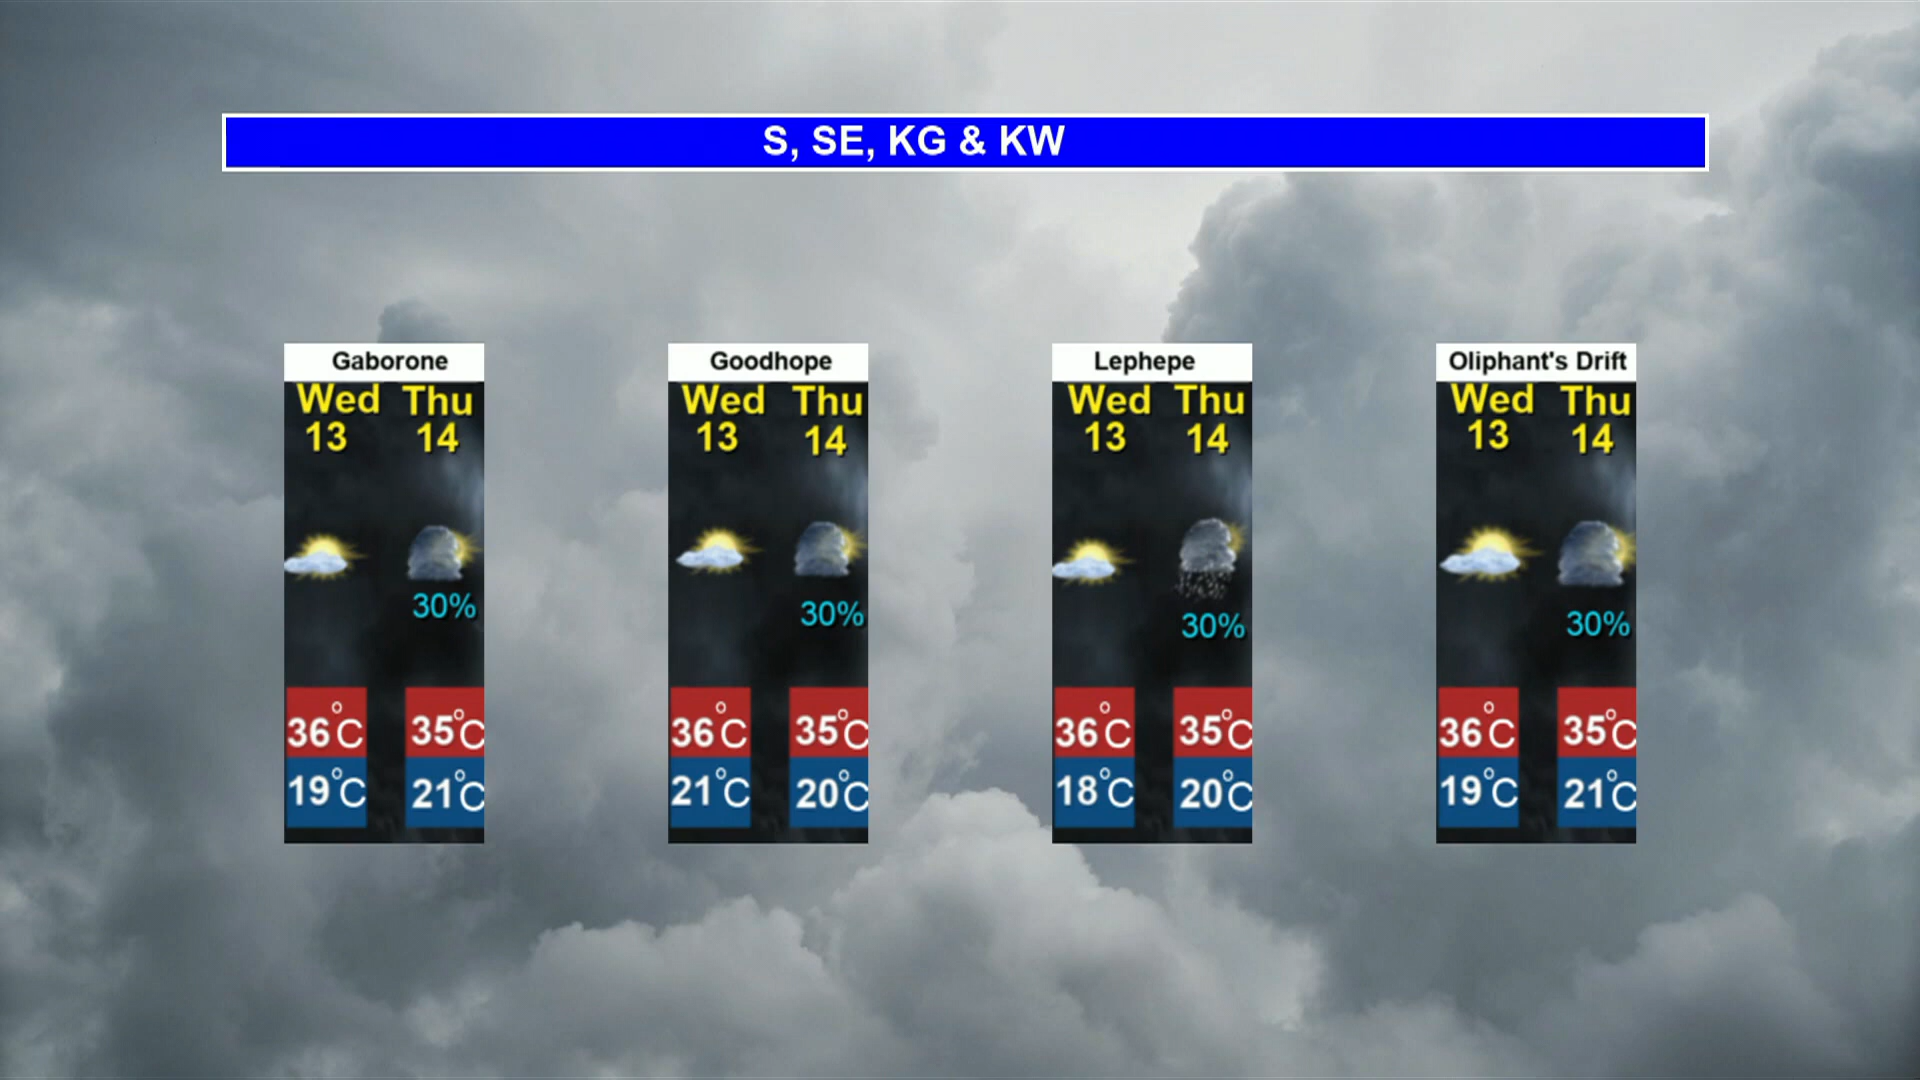 S, SE, KG & KW
Gaborone
Wed Thu
13 14
30%
36°C 35°C
19°C 21°C
Goodhope
Wed Thu
13 14
30%
36°C 35°C
21°C 20°C
Lephepe
Wed Thu
13 14
30%
36°C 35°C
18°C 20°C
Oliphant's Drift
Wed Thu
13 14
30%
36°C 35°C
19°C 21°C